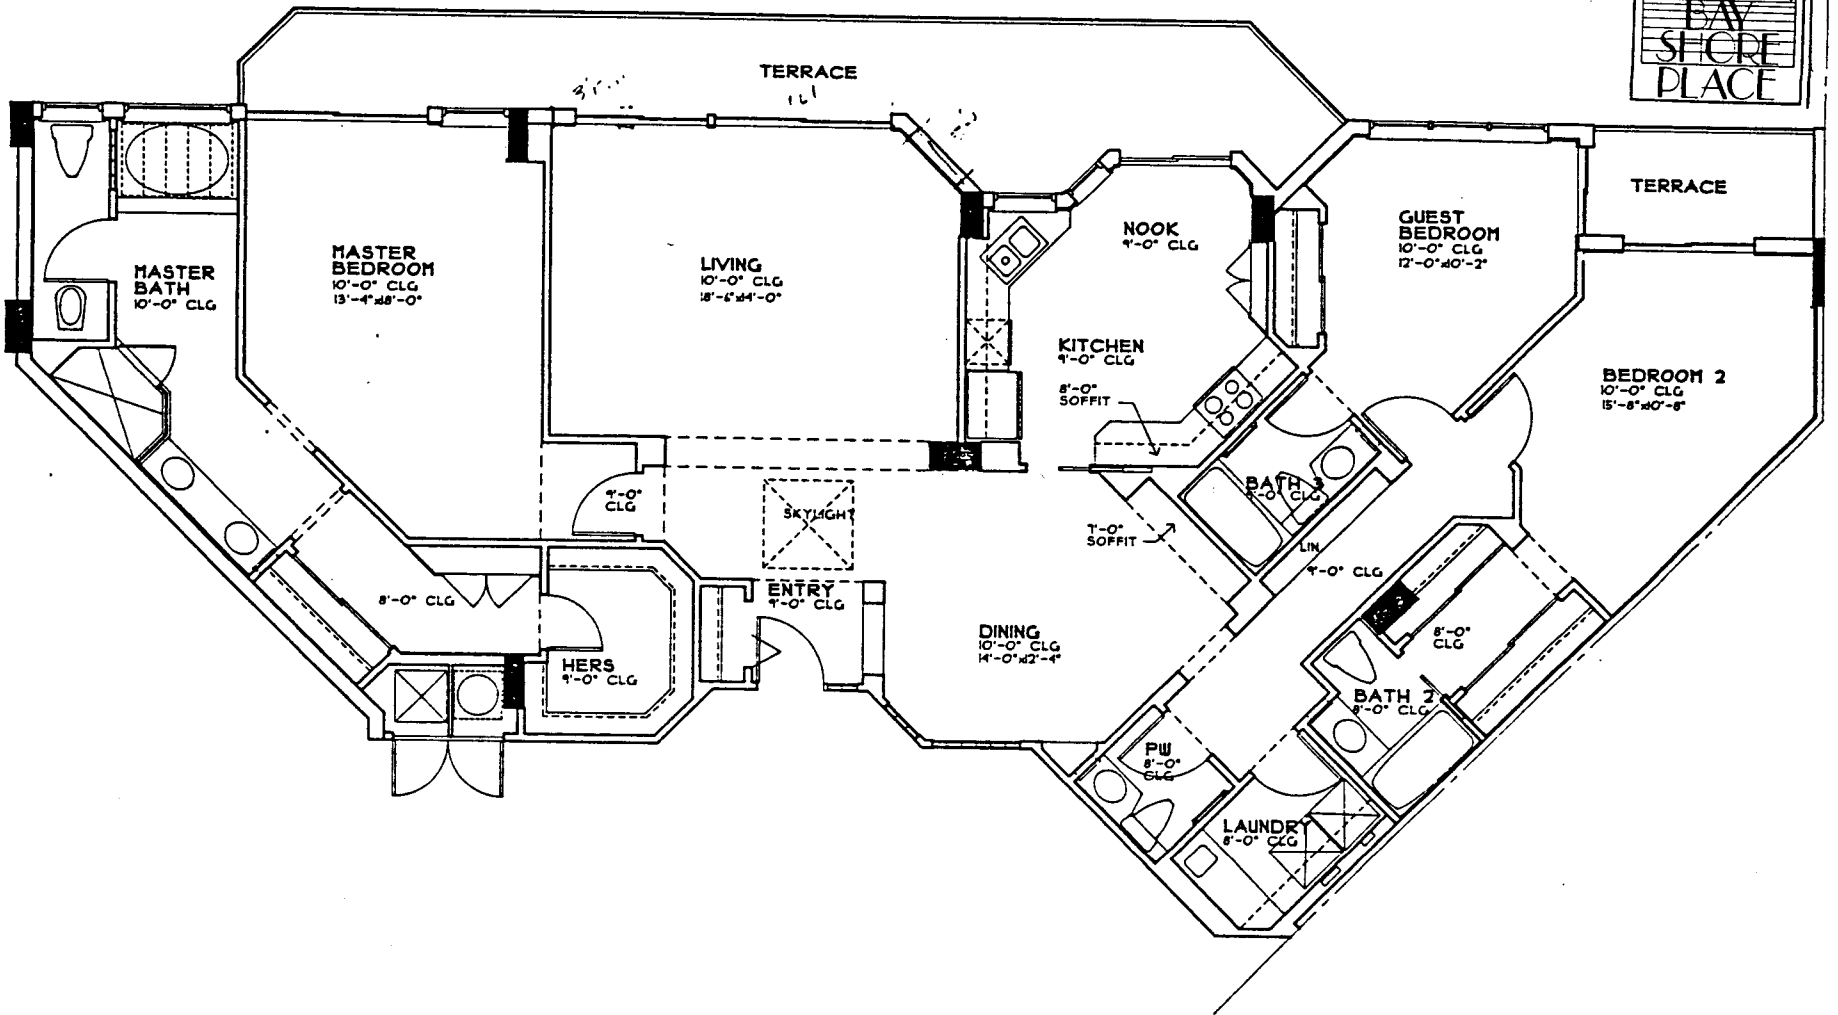 BAY
SHORE
PLACE
TERRACE
TERRACE
MASTER
BATH
10'-0" CLG
MASTER
BEDROOM
10'-0" CLG
13'-4"x18'-0"
LIVING
10'-0" CLG
18'-6"x14'-0"
NOOK
9'-0" CLG
GUEST
BEDROOM
10'-0" CLG
12'-0"x10'-2"
KITCHEN
9'-0" CLG
8'-0"
SOFFIT
BEDROOM 2
10'-0" CLG
15'-8"x10'-8"
9'-0"
CLG
SKYLIGHT
BATH 3
8'-0" CLG
7'-0"
SOFFIT
LIN
9'-0" CLG
8'-0" CLG
ENTRY
9'-0" CLG
DINING
10'-0" CLG
14'-0"x12'-4"
8'-0"
CLG
HERS
9'-0" CLG
BATH 2
8'-0" CLG
PW
8'-0"
CLG
LAUNDRY
8'-0" CLG